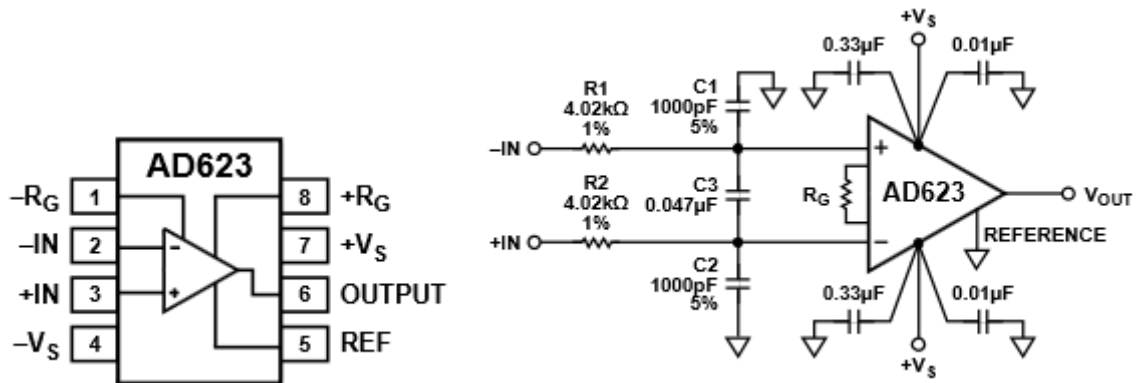 AD623
–RG 1 8 +RG
–IN 2 7 +VS
+IN 3 6 OUTPUT
–VS 4 5 REF
–
+
+VS
0.33µF 0.01µF
R1
4.02kΩ
1%
C1
1000pF
5%
–IN
+
R2
4.02kΩ
1%
C3
0.047µF
RG
AD623
VOUT
+IN
–
REFERENCE
C2
1000pF
5%
0.33µF 0.01µF
+VS